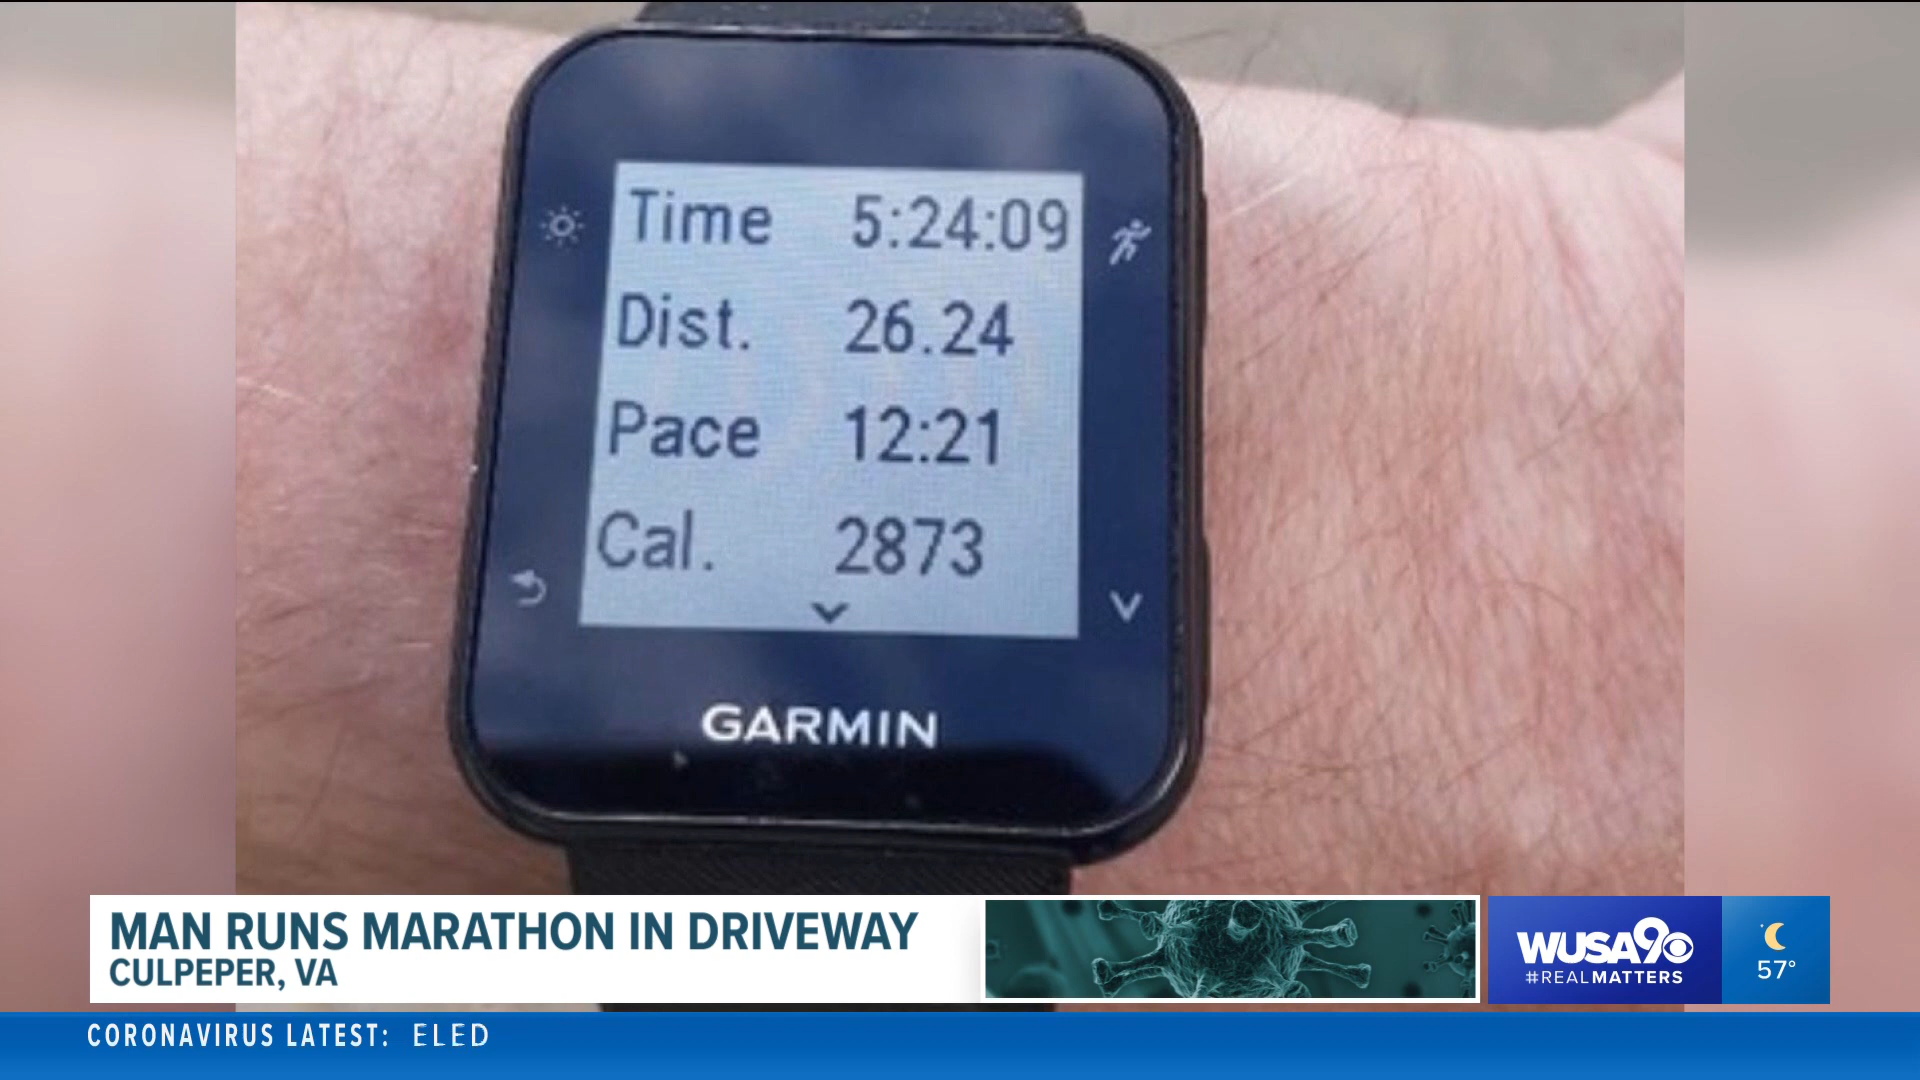 Time 5:24:09
Dist. 26.24
Pace 12:21
Cal. 2873
GARMIN
MAN RUNS MARATHON IN DRIVEWAY
CULPEPER, VA
WUSA9
#REALMATTERS
57°
CORONAVIRUS LATEST: ELED